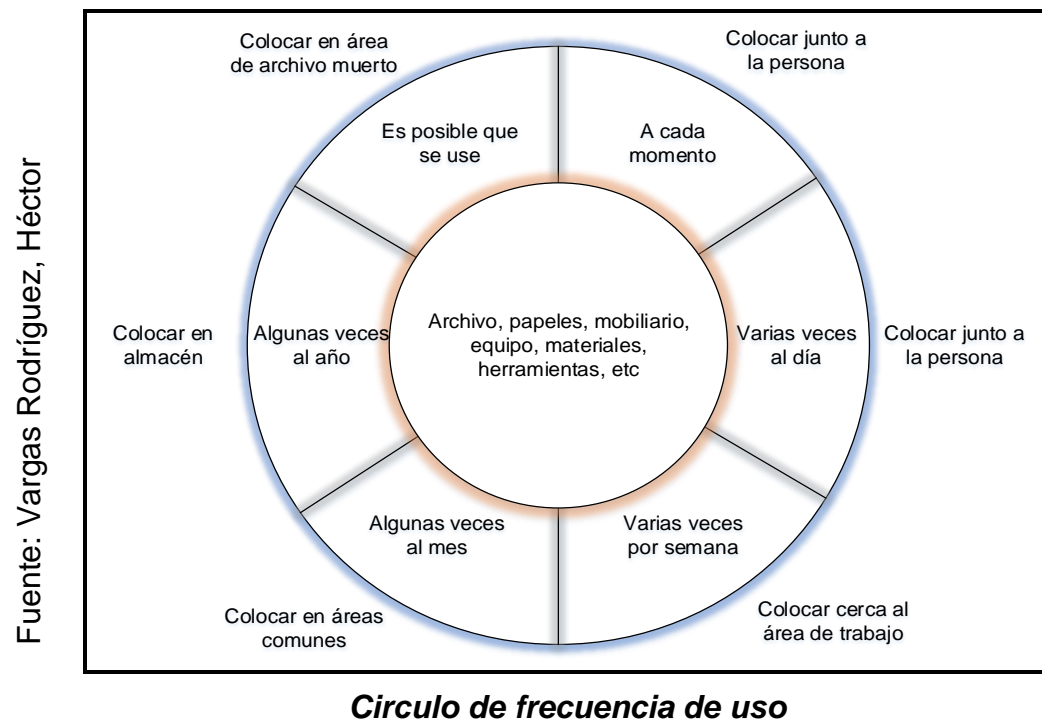 Colocar en área
de archivo muerto
Colocar junto a
la persona
Es posible que
se use
A cada
momento
Fuente: Vargas Rodríguez, Héctor
Colocar en
almacén
Algunas veces
al año
Archivo, papeles, mobiliario,
equipo, materiales,
herramientas, etc
Varias veces
al día
Colocar junto a
la persona
Algunas veces
al mes
Varias veces
por semana
Colocar en áreas
comunes
Colocar cerca al
área de trabajo
Circulo de frecuencia de uso